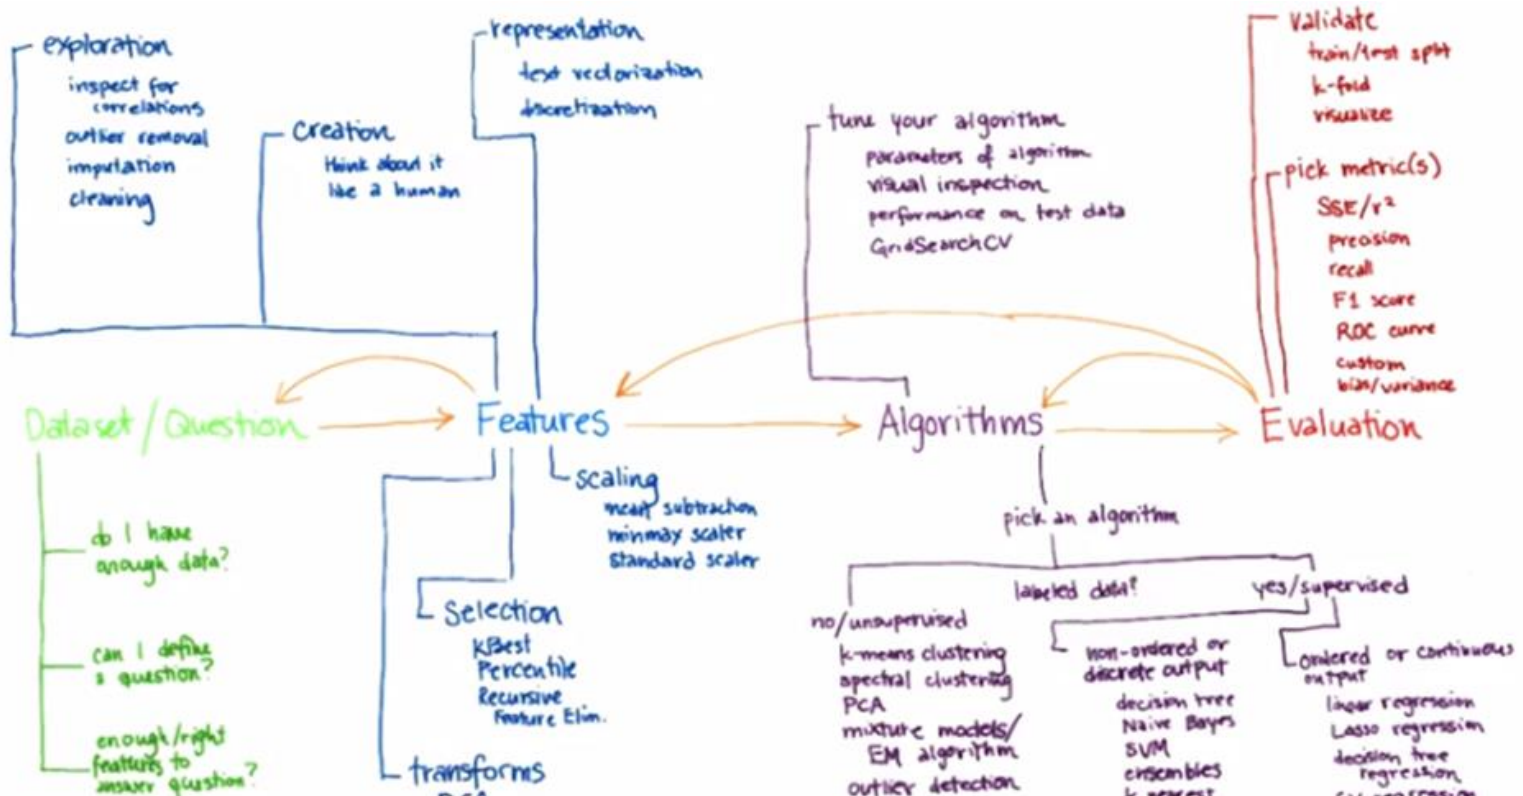 exploration
inspect for
correlations
outlier removal
imputation
cleaning
creation
think about it
like a human
representation
text vectorization
discretization
tune your algorithm
parameters of algorithm
visual inspection
performance on test data
GridSearchCV
validate
train/test split
k-fold
visualize
pick metric(s)
SSE/r²
precision
recall
F1 score
ROC curve
custom
bias/variance
Dataset/Question
Features
Algorithms
Evaluation
do I have
enough data?
can I define
a question?
enough/right
features to
answer question?
scaling
mean subtraction
minmax scaler
standard scaler
Selection
KBest
Percentile
Recursive
Feature Elim.
transforms
pick an algorithm
labeled data?
no/unsupervised
k-means clustering
spectral clustering
PCA
mixture models/
EM algorithm
outlier detection
yes/supervised
non-ordered or
discrete output
decision tree
Naive Bayes
SVM
ensembles
ordered or continuous
output
linear regression
Lasso regression
decision tree
regression